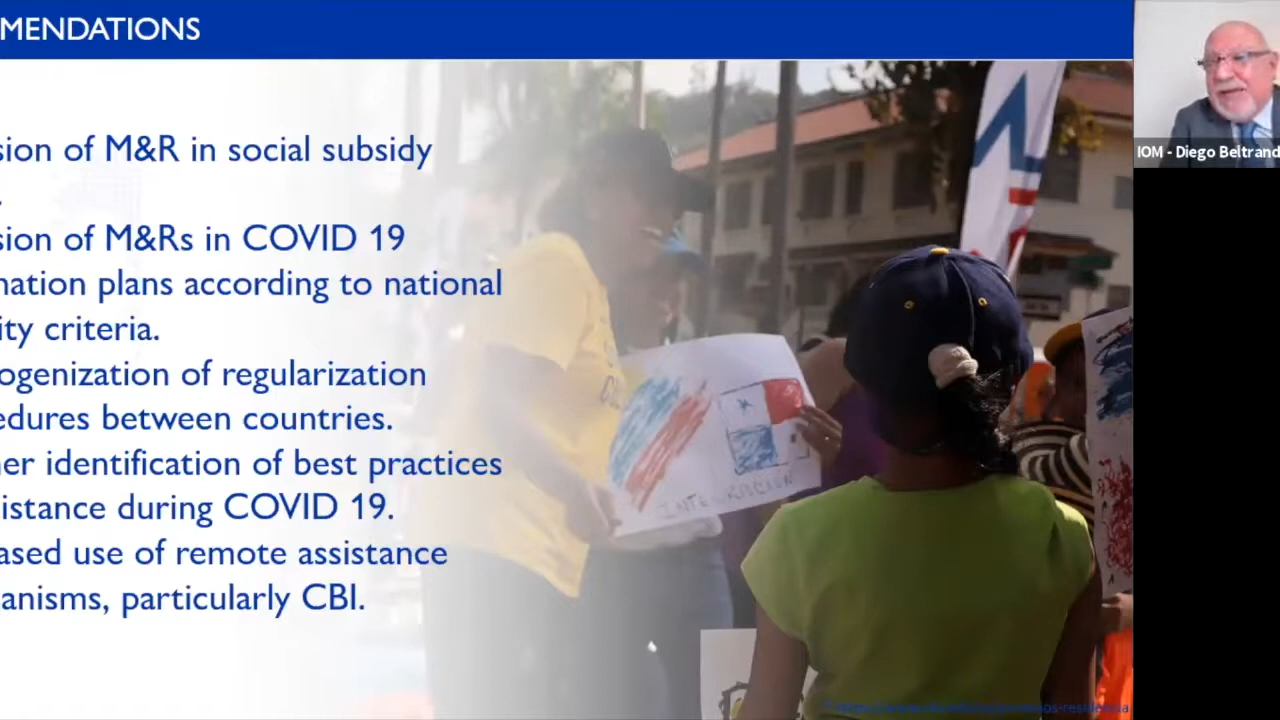 MENDATIONS
sion of M&R in social subsidy
.
sion of M&Rs in COVID 19
nation plans according to national
ity criteria.
ogenization of regularization
edures between countries.
er identification of best practices
istance during COVID 19.
ased use of remote assistance
anisms, particularly CBI.
IOM - Diego Beltrand